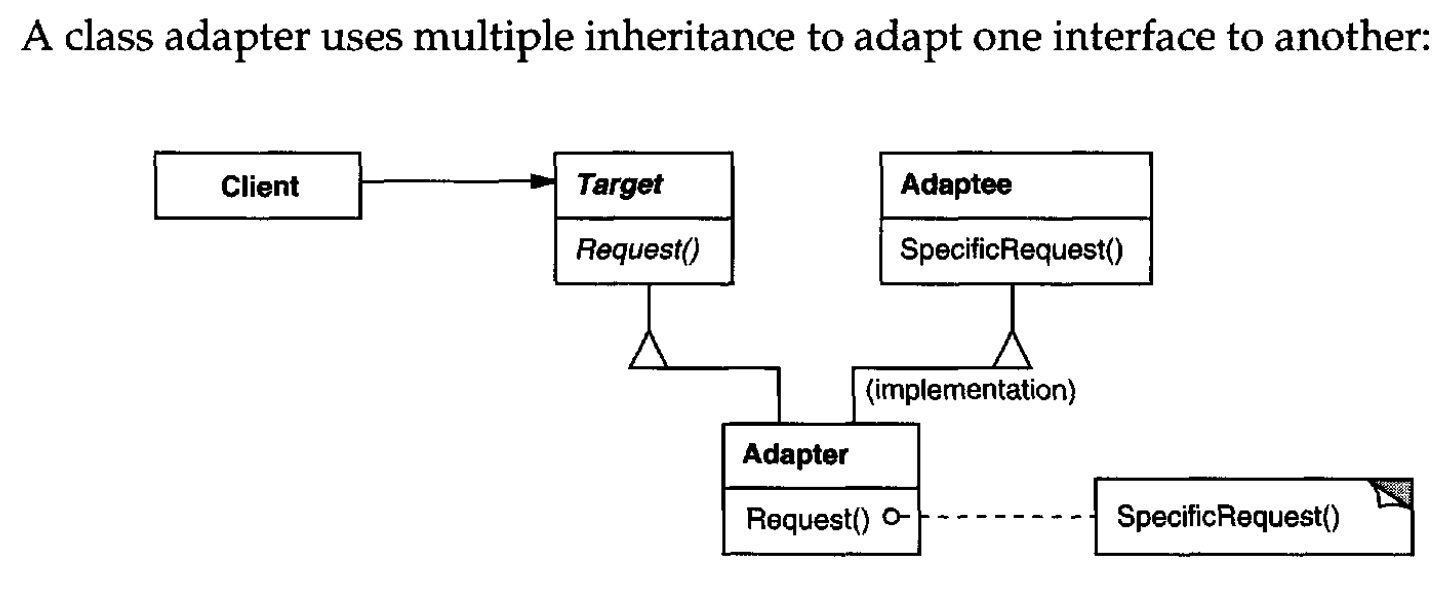 A class adapter uses multiple inheritance to adapt one interface to another:
Client
Target
Request()
Adaptee
SpecificRequest()
(implementation)
Adapter
Request()
SpecificRequest()